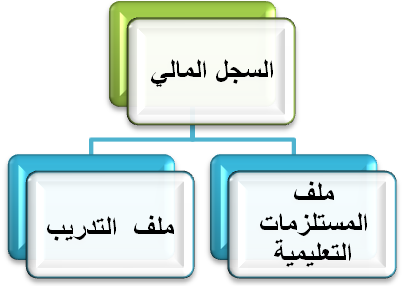 السجل المالي
ملف
المستلزمات
التعليمية
ملف التدريب